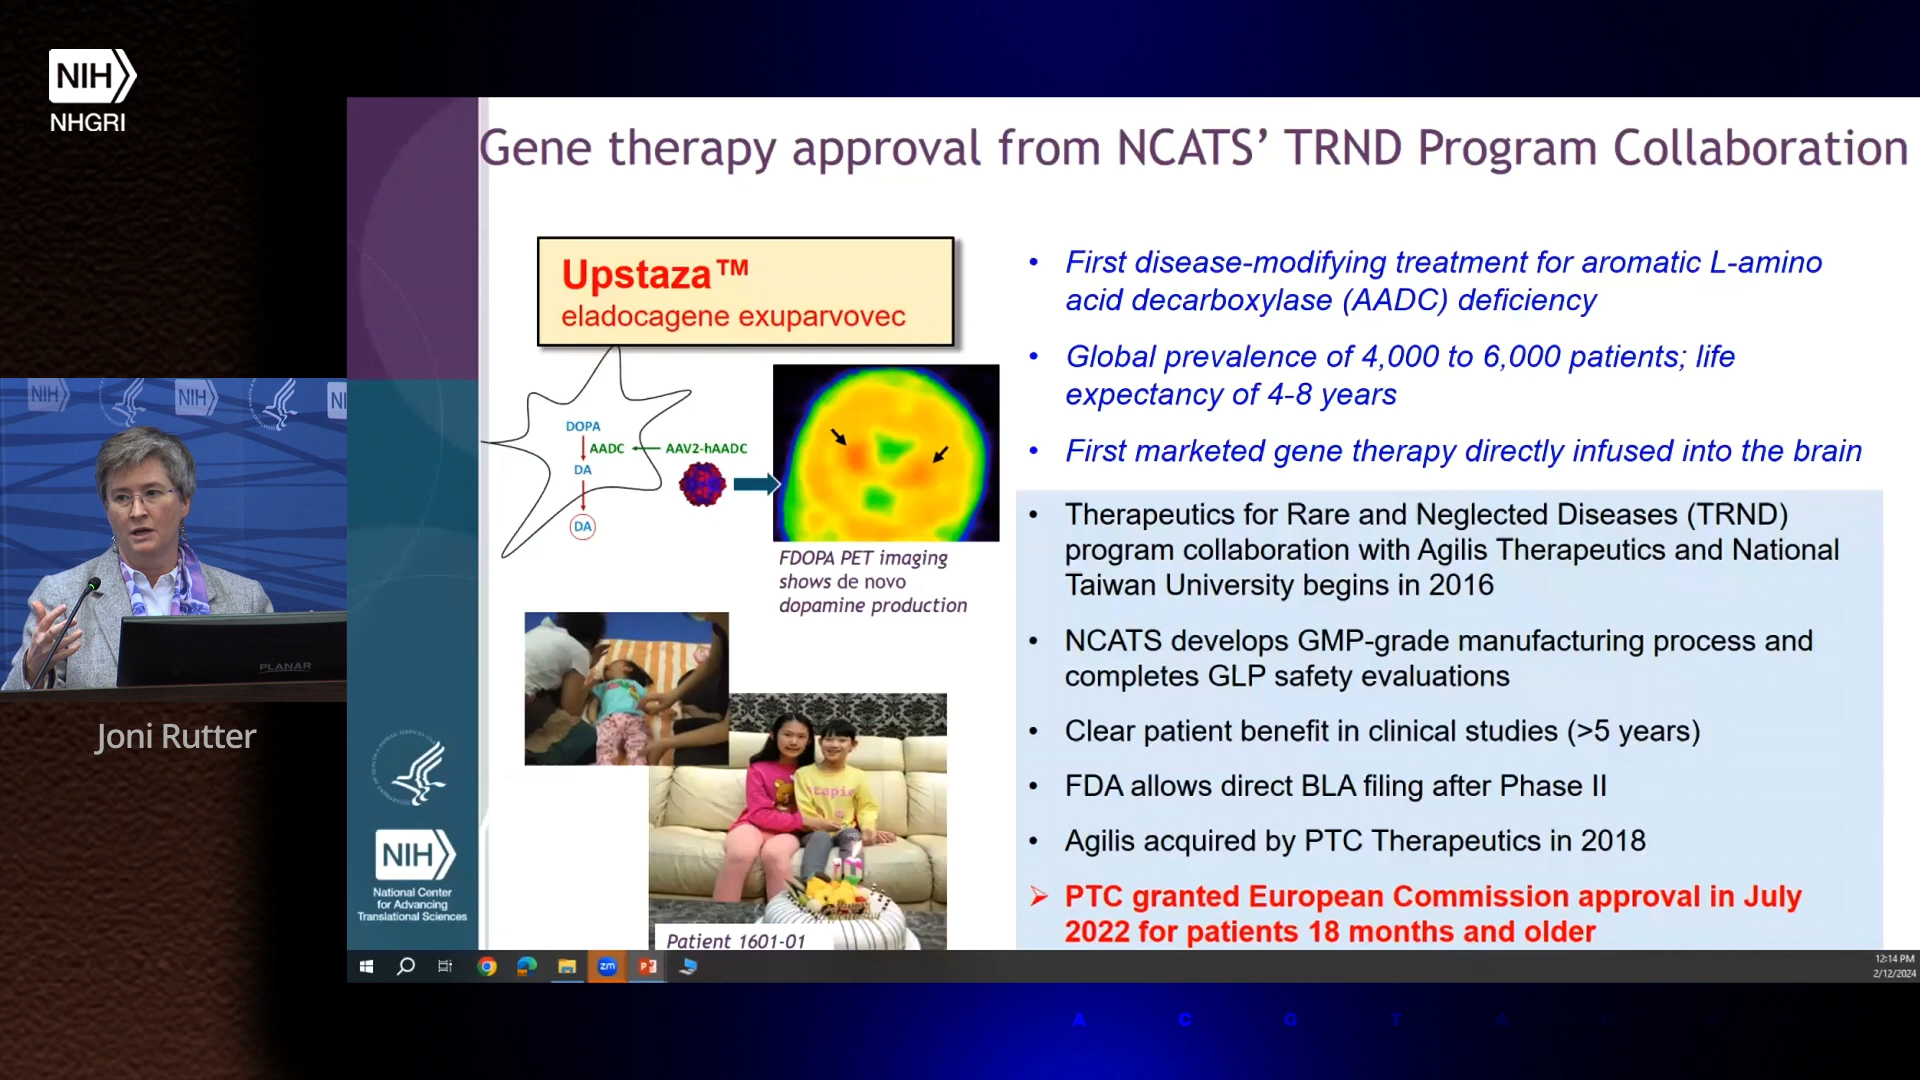 NIH
NHGRI
Gene therapy approval from NCATS’ TRND Program Collaboration
Upstaza™
eladocagene exuparvovec
DOPA
AADC
AAV2-hAADC
DA
DA
FDOPA PET imaging
shows de novo
dopamine production
Patient 1601-01
• First disease-modifying treatment for aromatic L-amino
acid decarboxylase (AADC) deficiency
• Global prevalence of 4,000 to 6,000 patients; life
expectancy of 4-8 years
• First marketed gene therapy directly infused into the brain
• Therapeutics for Rare and Neglected Diseases (TRND)
program collaboration with Agilis Therapeutics and National
Taiwan University begins in 2016
• NCATS develops GMP-grade manufacturing process and
completes GLP safety evaluations
• Clear patient benefit in clinical studies (>5 years)
• FDA allows direct BLA filing after Phase II
• Agilis acquired by PTC Therapeutics in 2018
➢ PTC granted European Commission approval in July
2022 for patients 18 months and older
NIH
NIH
NI
PLANAR
Joni Rutter
NIH
National Center
for Advancing
Translational Sciences
zm
12:14 PM
2/12/2024
A C G T A